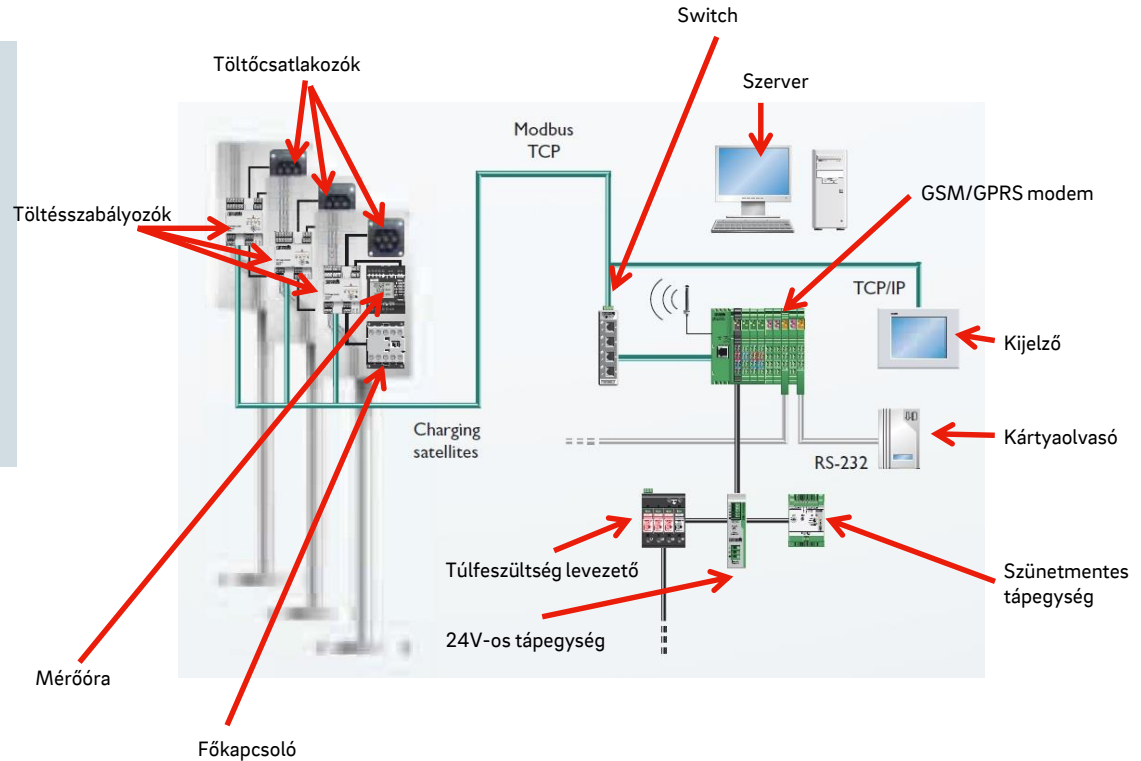 Switch
Töltőcsatlakozók
Szerver
Modbus
TCP
GSM/GPRS modem
Töltésszabályozók
TCP/IP
Kijelző
Charging
satellites
Kártyaolvasó
RS-232
Túlfeszültség levezető
Szünetmentes
tápegység
24V-os tápegység
Mérőóra
Főkapcsoló